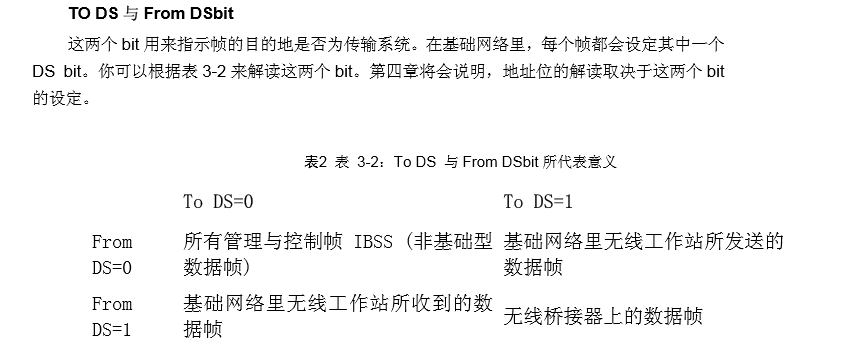 TO DS 与 From DSbit
这两个 bit 用来指示帧的目的地是否为传输系统。在基础网络里，每个帧都会设定其中一个
DS bit。你可以根据表 3-2 来解读这两个 bit。第四章将会说明，地址位的解读取决于这两个 bit
的设定。
表2 表 3-2：To DS 与 From DSbit 所代表意义
To DS=0 To DS=1
From 所有管理与控制帧 IBSS (非基础型 基础网络里无线工作站所发送的
DS=0 数据帧) 数据帧
From 基础网络里无线工作站所收到的数 无线桥接器上的数据帧
DS=1 据帧